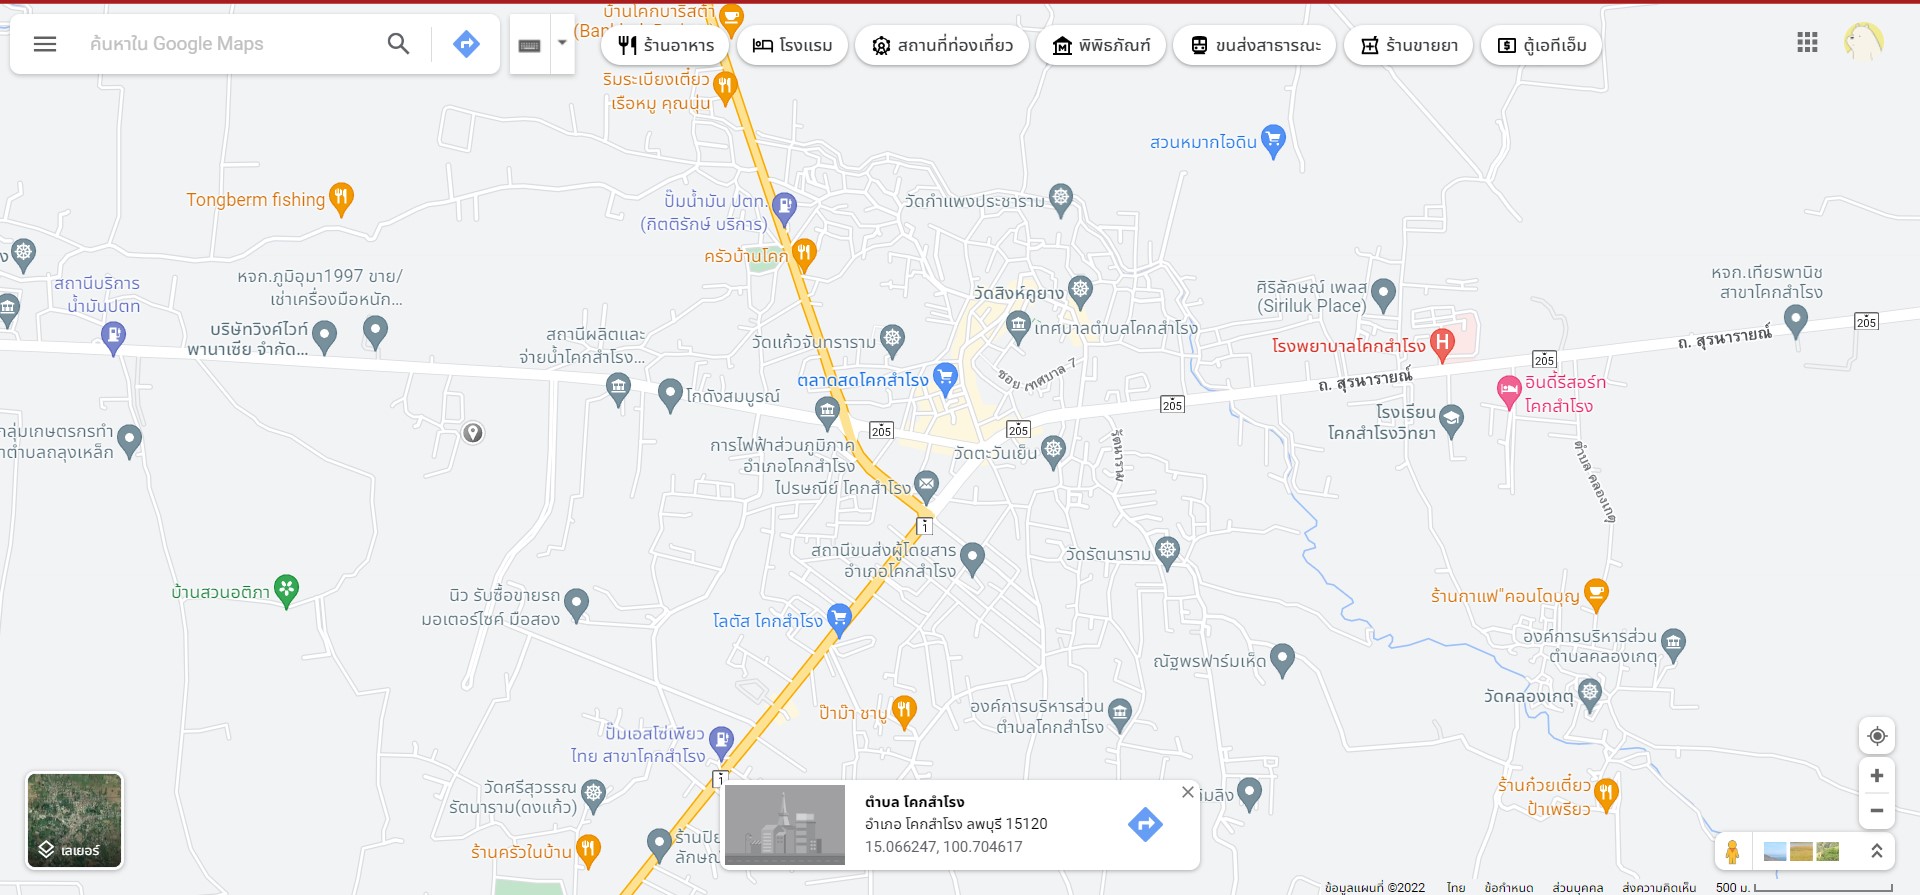 ค้นหาใน Google Maps
บ้านโคกบาริสต้า
ร้านอาหาร
โรงแรม
สถานที่ท่องเที่ยว
พิพิธภัณฑ์
ขนส่งสาธารณะ
ร้านขายยา
ตู้เอทีเอ็ม
ริมระเบียงเตี๋ยว
เรือหมู คุณนุ่น
สวนหมากไอดิน
Tongberm fishing
ปั๊มน้ำมัน ปตท.
(กิตติรักษ์ บริการ)
วัดกำแพงประชาราม
ครัวบ้านโคก
สถานีบริการ
น้ำมันปตท
หจก.ภูมิอุมา1997 ขาย/
เช่าเครื่องมือหนัก...
วัดสิงห์คูยาง
ศิริลักษณ์ เพลส
(Siriluk Place)
หจก.เทียรพานิช
สาขาโคกสำโรง
บริษัทวิงค์ไวท์
พานาเซีย จำกัด...
สถานีผลิตและ
จ่ายน้ำโคกสำโรง...
วัดแก้วจันทราราม
เทศบาลตำบลโคกสำโรง
โรงพยาบาลโคกสำโรง
ถ. สุรนารายณ์
205
205
ตลาดสดโคกสำโรง
ซอย เทศบาล 7
ถ. สุรนารายณ์
อินดี้รีสอร์ท
โคกสำโรง
โกดังสมบูรณ์
205
205
205
โรงเรียน
โคกสำโรงวิทยา
กลุ่มเกษตรกรทำ
นาตำบลถลุงเหล็ก
การไฟฟ้าส่วนภูมิภาค
อำเภอโคกสำโรง
วัดตะวันเย็น
รัตนาราม
ตำบล คลองเกตุ
ไปรษณีย์ โคกสำโรง
1
สถานีขนส่งผู้โดยสาร
อำเภอโคกสำโรง
วัดรัตนาราม
บ้านสวนอติภา
นิว รับซื้อขายรถ
มอเตอร์ไซค์ มือสอง
โลตัส โคกสำโรง
ร้านกาแฟ"คอนโดบุญ
องค์การบริหารส่วน
ตำบลคลองเกตุ
ณัฐพรฟาร์มเห็ด
วัดคลองเกตุ
ป๊าม๊า ชาบู
องค์การบริหารส่วน
ตำบลโคกสำโรง
ปั๊มเอสโซ่เพียว
ไทย สาขาโคกสำโรง
1
วัดศรีสุวรรณ
รัตนาราม(ดงแก้ว)
ร้านก๋วยเตี๋ยว
ป้าเพรียว
ตำบล โคกสำโรง
อำเภอ โคกสำโรง ลพบุรี 15120
15.066247, 100.704617
ร้านครัวในบ้าน
เลเยอร์
ข้อมูลแผนที่ ©2022 ไทย ข้อกำหนด ส่วนบุคคล ส่งความคิดเห็น 500 ม.